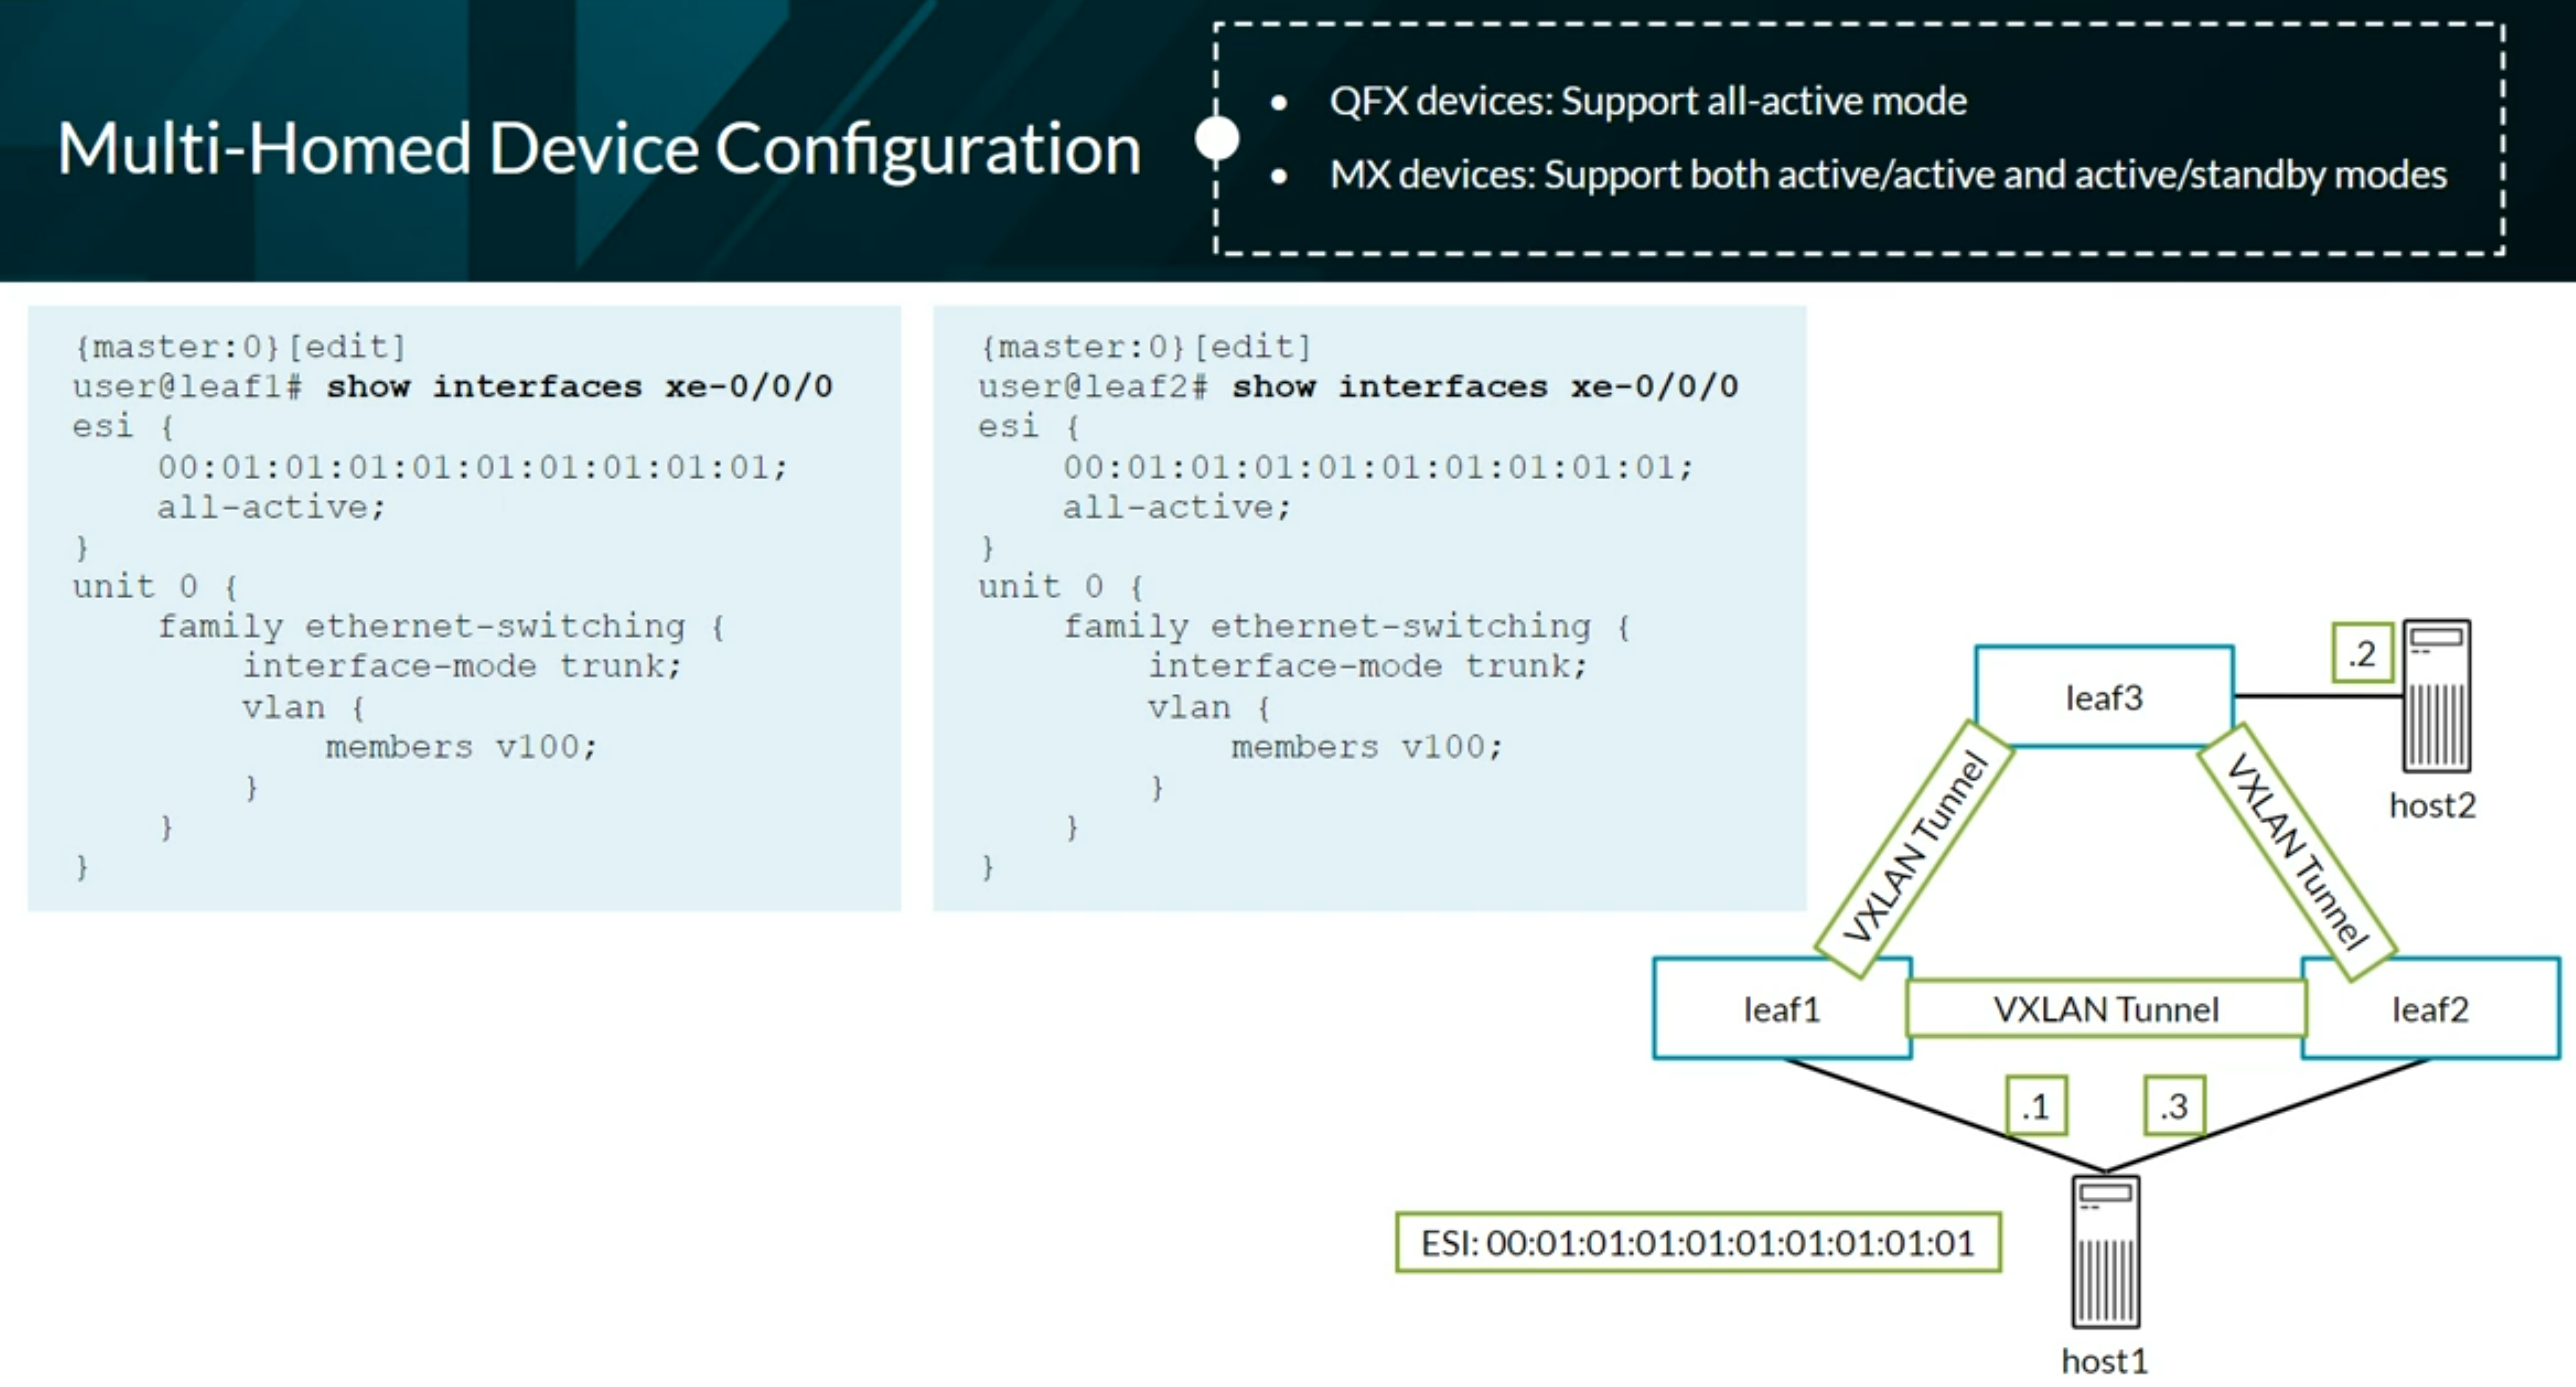 Multi-Homed Device Configuration
• QFX devices: Support all-active mode
• MX devices: Support both active/active and active/standby modes
{master:0}[edit]
user@leaf1# show interfaces xe-0/0/0
esi {
    00:01:01:01:01:01:01:01:01:01;
    all-active;
}
unit 0 {
    family ethernet-switching {
        interface-mode trunk;
        vlan {
            members v100;
        }
    }
}
{master:0}[edit]
user@leaf2# show interfaces xe-0/0/0
esi {
    00:01:01:01:01:01:01:01:01:01;
    all-active;
}
unit 0 {
    family ethernet-switching {
        interface-mode trunk;
        vlan {
            members v100;
        }
    }
}
.2
leaf3
host2
VXLAN Tunnel
VXLAN Tunnel
leaf1
VXLAN Tunnel
leaf2
.1
.3
ESI: 00:01:01:01:01:01:01:01:01:01
host1